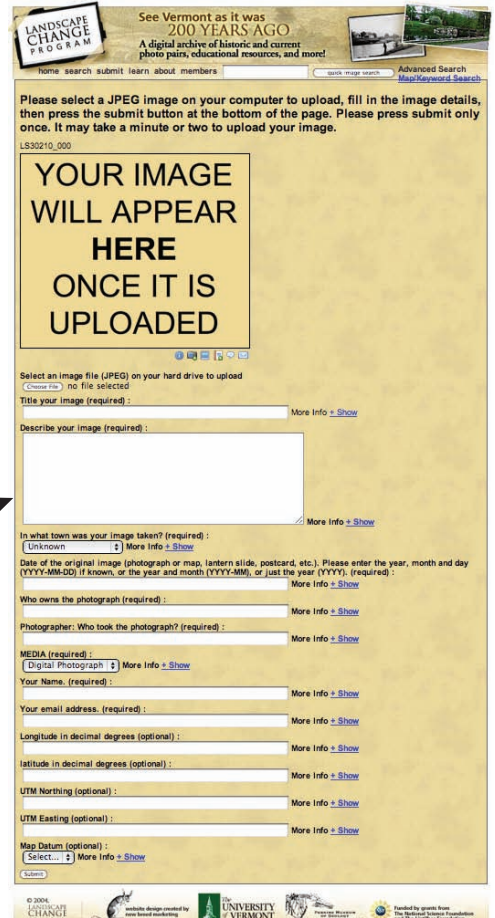 LANDSCAPE
CHANGE
PROGRAM
See Vermont as it was
200 YEARS AGO
A digital archive of historic and current
photo pairs, educational resources, and more!
home search submit learn about members
quick image search
Advanced Search
Map/Keyword Search
Please select a JPEG image on your computer to upload, fill in the image details,
then press the submit button at the bottom of the page. Please press submit only
once. It may take a minute or two to upload your image.
LS30210_000
YOUR IMAGE
WILL APPEAR
HERE
ONCE IT IS
UPLOADED
Select an image file (JPEG) on your hard drive to upload
Choose File no file selected
Title your image (required) :
More Info + Show
Describe your image (required) :
More Info + Show
In what town was your image taken? (required) :
Unknown More Info + Show
Date of the original image (photograph or map, lantern slide, postcard, etc.). Please enter the year, month and day
(YYYY-MM-DD) if known, or the year and month (YYYY-MM), or just the year (YYYY). (required) :
More Info + Show
Who owns the photograph (required) :
More Info + Show
Photographer: Who took the photograph? (required) :
More Info + Show
MEDIA (required) :
Digital Photograph More Info + Show
Your Name. (required) :
More Info + Show
Your email address. (required) :
More Info + Show
Longitude in decimal degrees (optional) :
More Info + Show
latitude in decimal degrees (optional) :
More Info + Show
UTM Northing (optional) :
More Info + Show
UTM Easting (optional) :
More Info + Show
Map Datum (optional) :
Select... More Info + Show
Submit
© 2004,
LANDSCAPE
CHANGE
website design created by
new breed marketing
The
UNIVERSITY
of VERMONT
PERKINS MUSEUM
OF GEOLOGY
Funded by grants from
The National Science Foundation